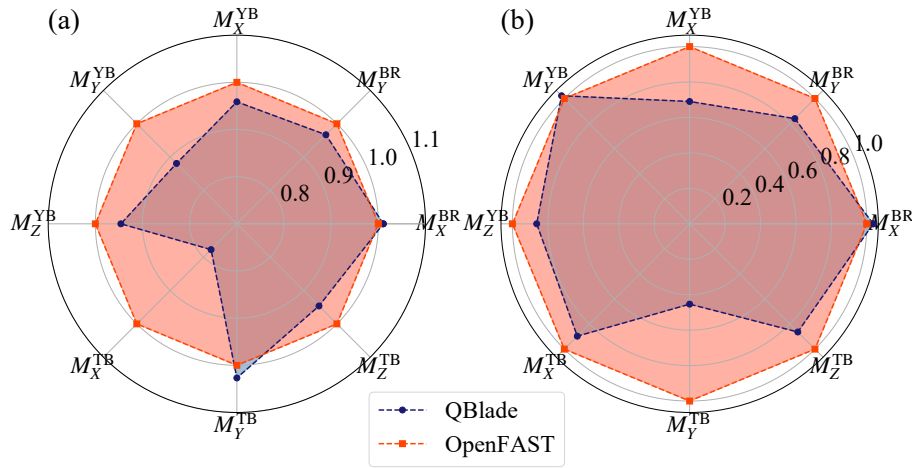 (a)
M_X^YB
M_Y^BR
M_X^BR
M_Z^TB
M_Y^TB
M_X^TB
M_Z^YB
M_Y^YB
0.8
0.9
1.0
1.1
(b)
M_X^YB
M_Y^BR
M_X^BR
M_Z^TB
M_Y^TB
M_X^TB
M_Z^YB
M_Y^YB
0.2
0.4
0.6
0.8
1.0
QBlade
OpenFAST